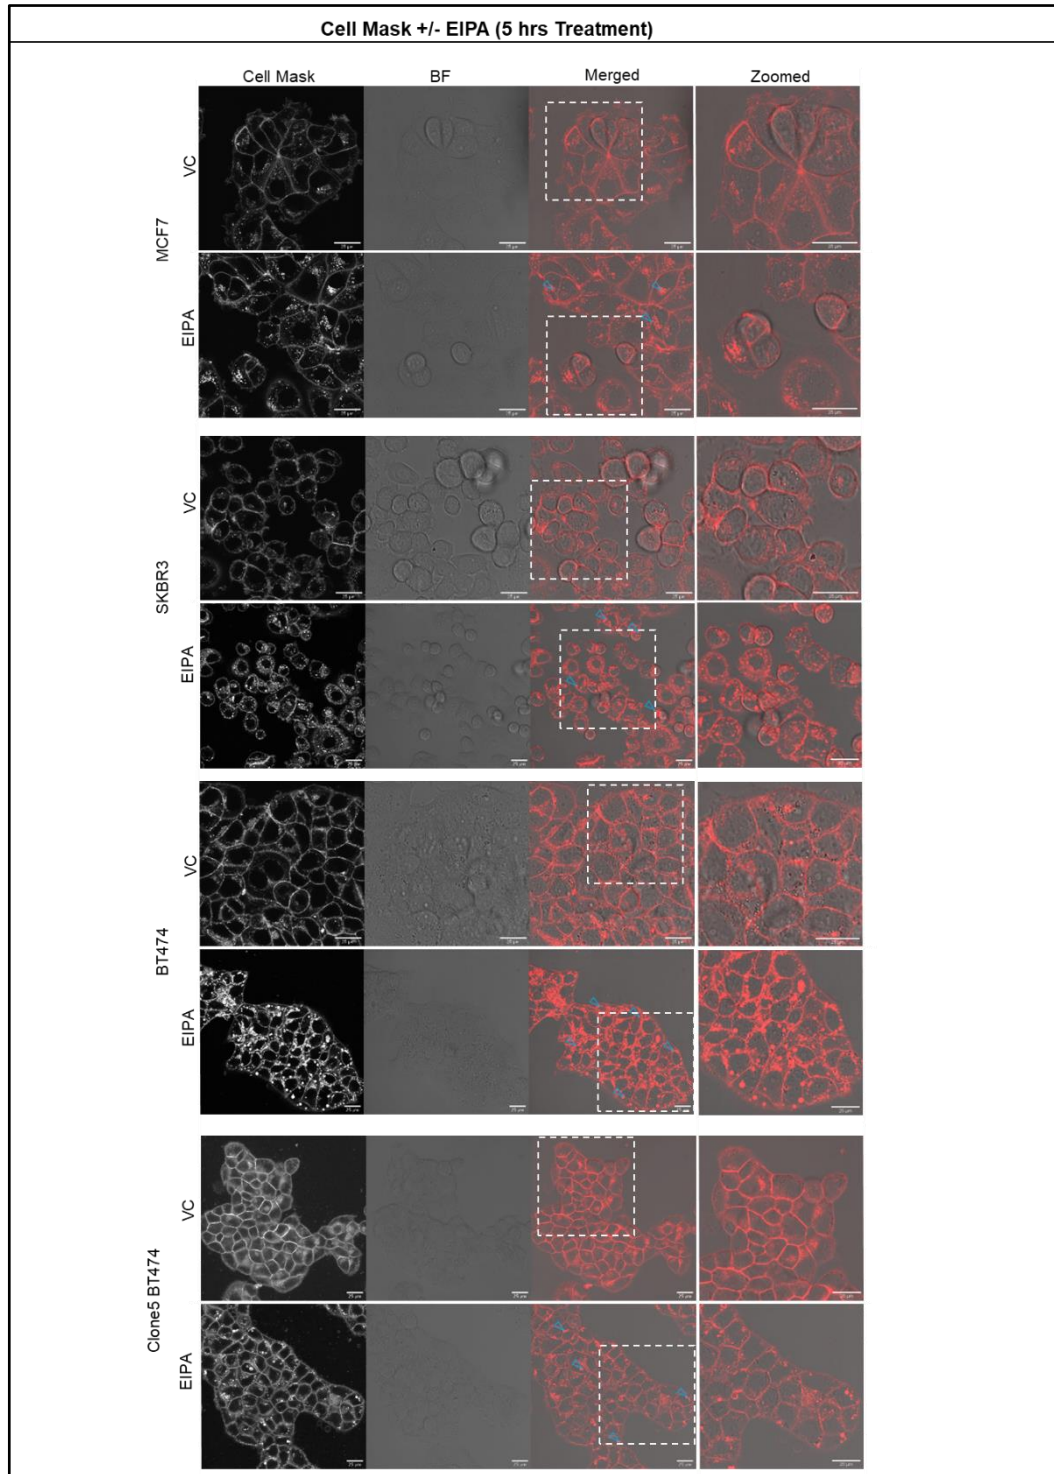 Cell Mask +/- EIPA (5 hrs Treatment)
Cell Mask BF Merged Zoomed
MCF7
VC
EIPA
SKBR3
VC
EIPA
BT474
VC
EIPA
Clone5 BT474
VC
EIPA